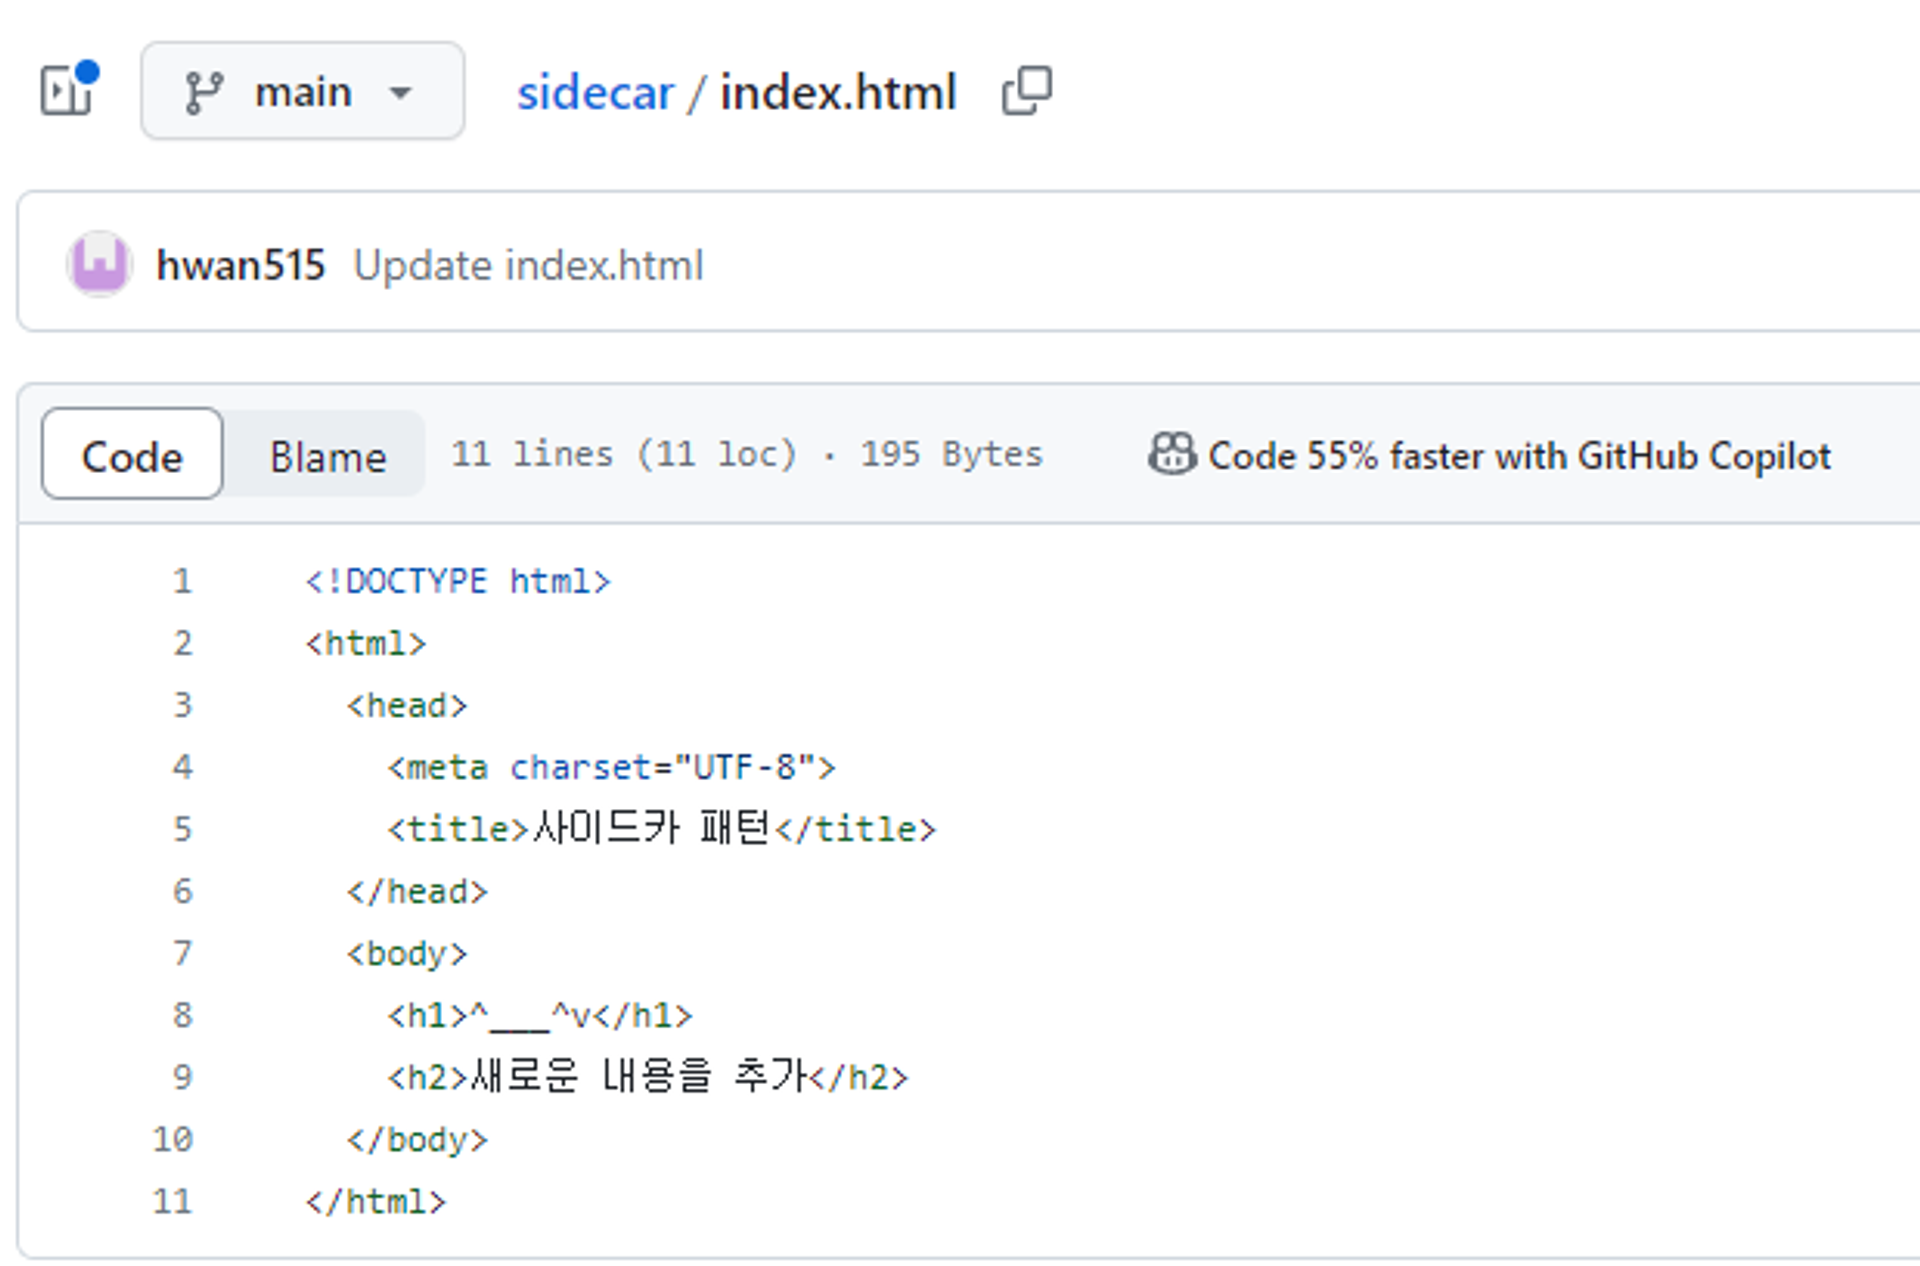 main
sidecar / index.html
hwan515 Update index.html
Code Blame 11 lines (11 loc) · 195 Bytes Code 55% faster with GitHub Copilot
1 <!DOCTYPE html>
2 <html>
3 <head>
4 <meta charset="UTF-8">
5 <title>사이드카 패턴</title>
6 </head>
7 <body>
8 <h1>^___^v</h1>
9 <h2>새로운 내용을 추가</h2>
10 </body>
11 </html>